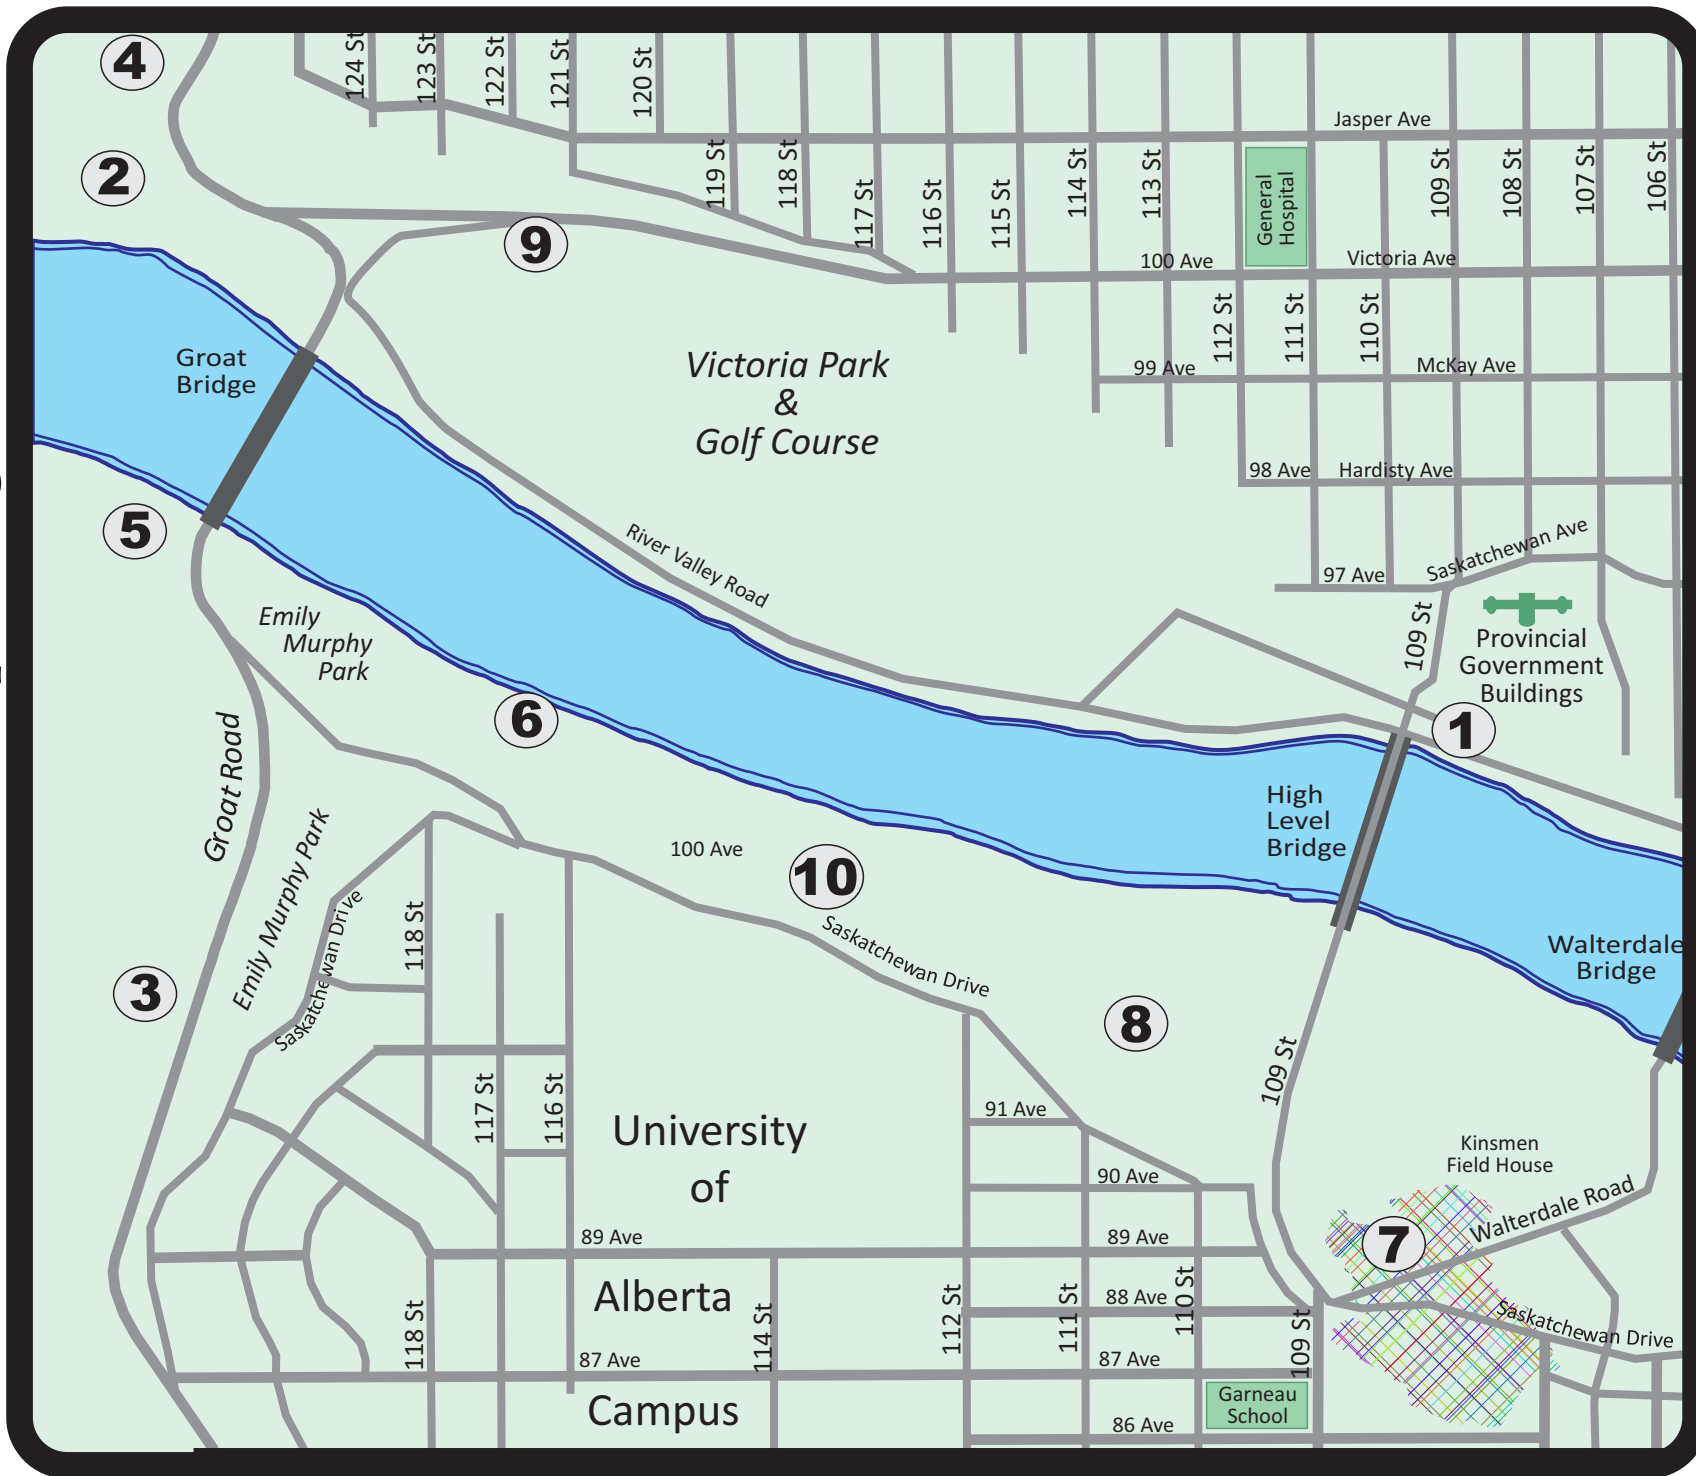 4
124 St
123 St
122 St
121 St
120 St
Jasper Ave
2
119 St
118 St
117 St
116 St
115 St
114 St
113 St
General
Hospital
109 St
108 St
107 St
106 St
9
100 Ave
Victoria Ave
112 St
111 St
110 St
Groat
Bridge
Victoria Park
&
Golf Course
99 Ave
McKay Ave
98 Ave
Hardisty Ave
5
River Valley Road
97 Ave
Saskatchewan Ave
Emily
Murphy
Park
109 St
Provincial
Government
Buildings
6
1
Groat Road
High
Level
Bridge
Emily Murphy Park
100 Ave
10
Saskatchewan Drive
118 St
Saskatchewan Drive
Walterdale
Bridge
3
8
109 St
117 St
116 St
University
of
Alberta
Campus
91 Ave
90 Ave
Kinsmen
Field House
Walterdale Road
7
89 Ave
89 Ave
88 Ave
110 St
118 St
114 St
112 St
111 St
109 St
Saskatchewan Drive
87 Ave
87 Ave
Garneau
School
86 Ave